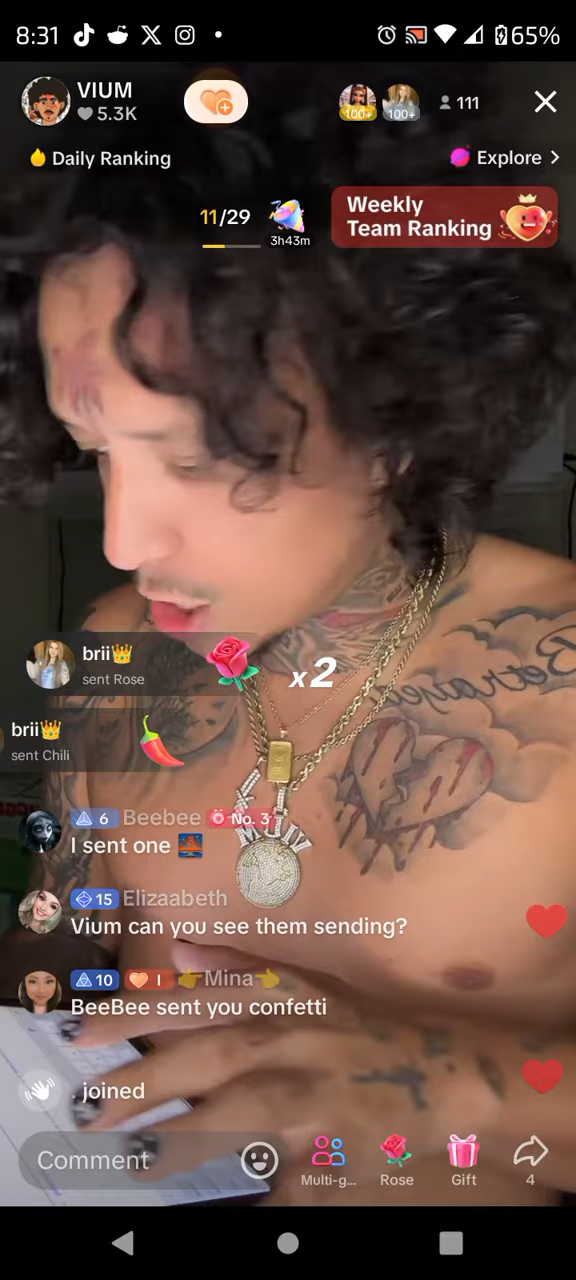 8:31
65%
VIUM
5.3K
100+
100+
111
Daily Ranking
Explore
11/29
3h43m
Weekly
Team Ranking
brii
sent Rose
x2
Betrayed
brii
sent Chili
6 Beebee No. 3
I sent one
15 Elizaabeth
Vium can you see them sending?
10 I Mina
BeeBee sent you confetti
. joined
Comment
Multi-g...
Rose
Gift
4